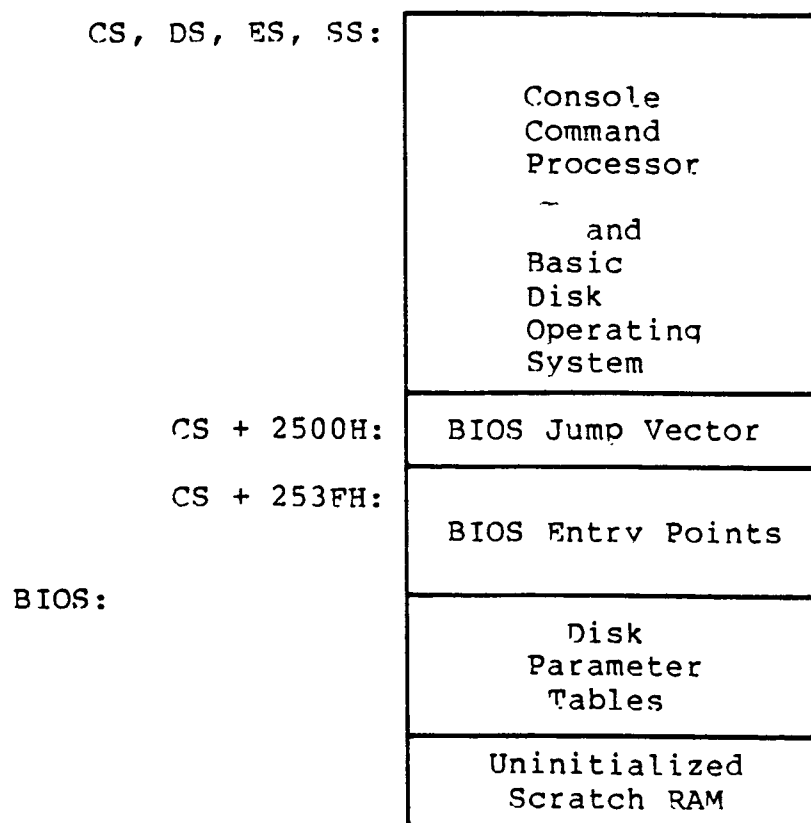 CS, DS, ES, SS:
Console
Command
Processor
and
Basic
Disk
Operating
System
CS + 2500H:
BIOS Jump Vector
CS + 253FH:
BIOS Entry Points
BIOS:
Disk
Parameter
Tables
Uninitialized
Scratch RAM